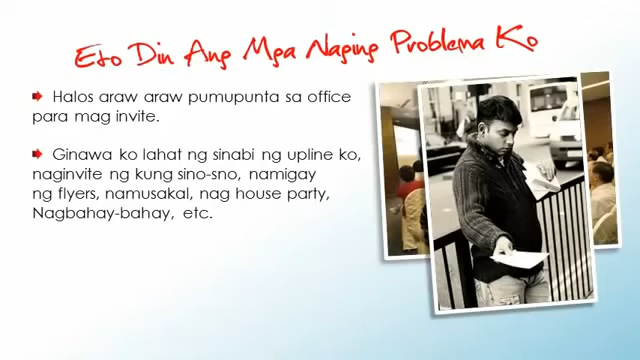 Eto Din Ang Mga Naging Problema Ko
Halos araw araw pumupunta sa office
para mag invite.
Ginawa ko lahat ng sinabi ng upline ko,
naginvite ng kung sino-sno, namigay
ng flyers, namusakal, nag house party,
Nagbahay-bahay, etc.